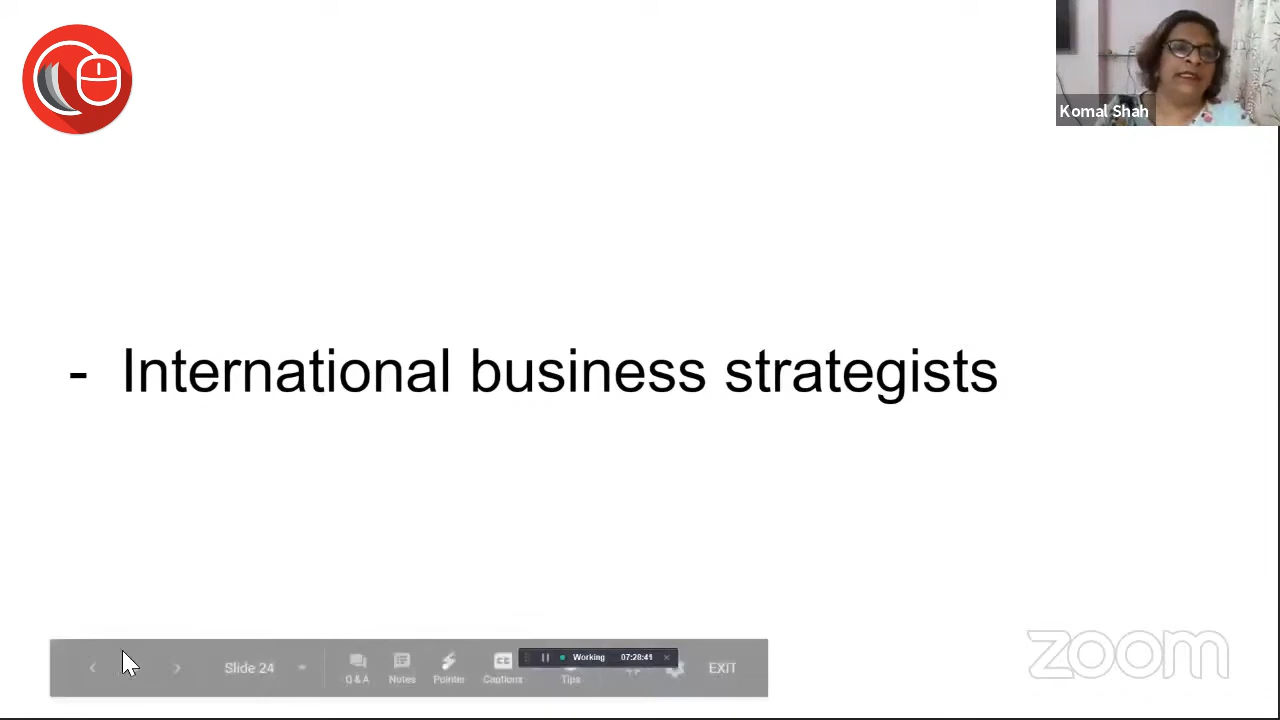 Komal Shah
- International business strategists
Working 07:28:41
Slide 24
Q & A
Notes
Pointer
Captions
Tips
EXIT
zoom